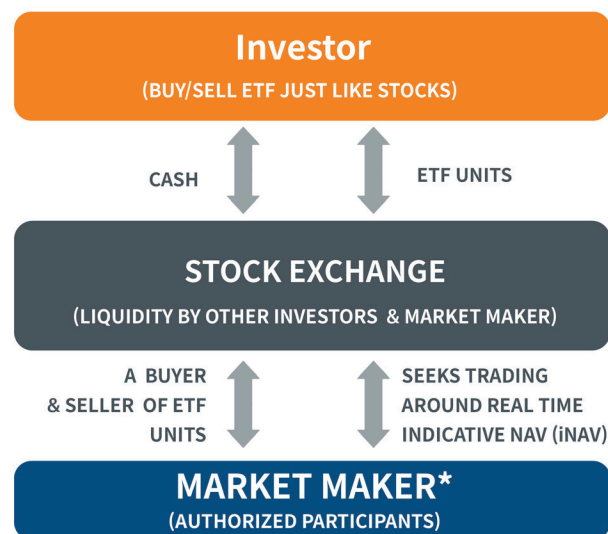 Investor
(BUY/SELL ETF JUST LIKE STOCKS)
CASH
ETF UNITS
STOCK EXCHANGE
(LIQUIDITY BY OTHER INVESTORS & MARKET MAKER)
A BUYER
& SELLER OF ETF
UNITS
SEEKS TRADING
AROUND REAL TIME
INDICATIVE NAV (iNAV)
MARKET MAKER*
(AUTHORIZED PARTICIPANTS)